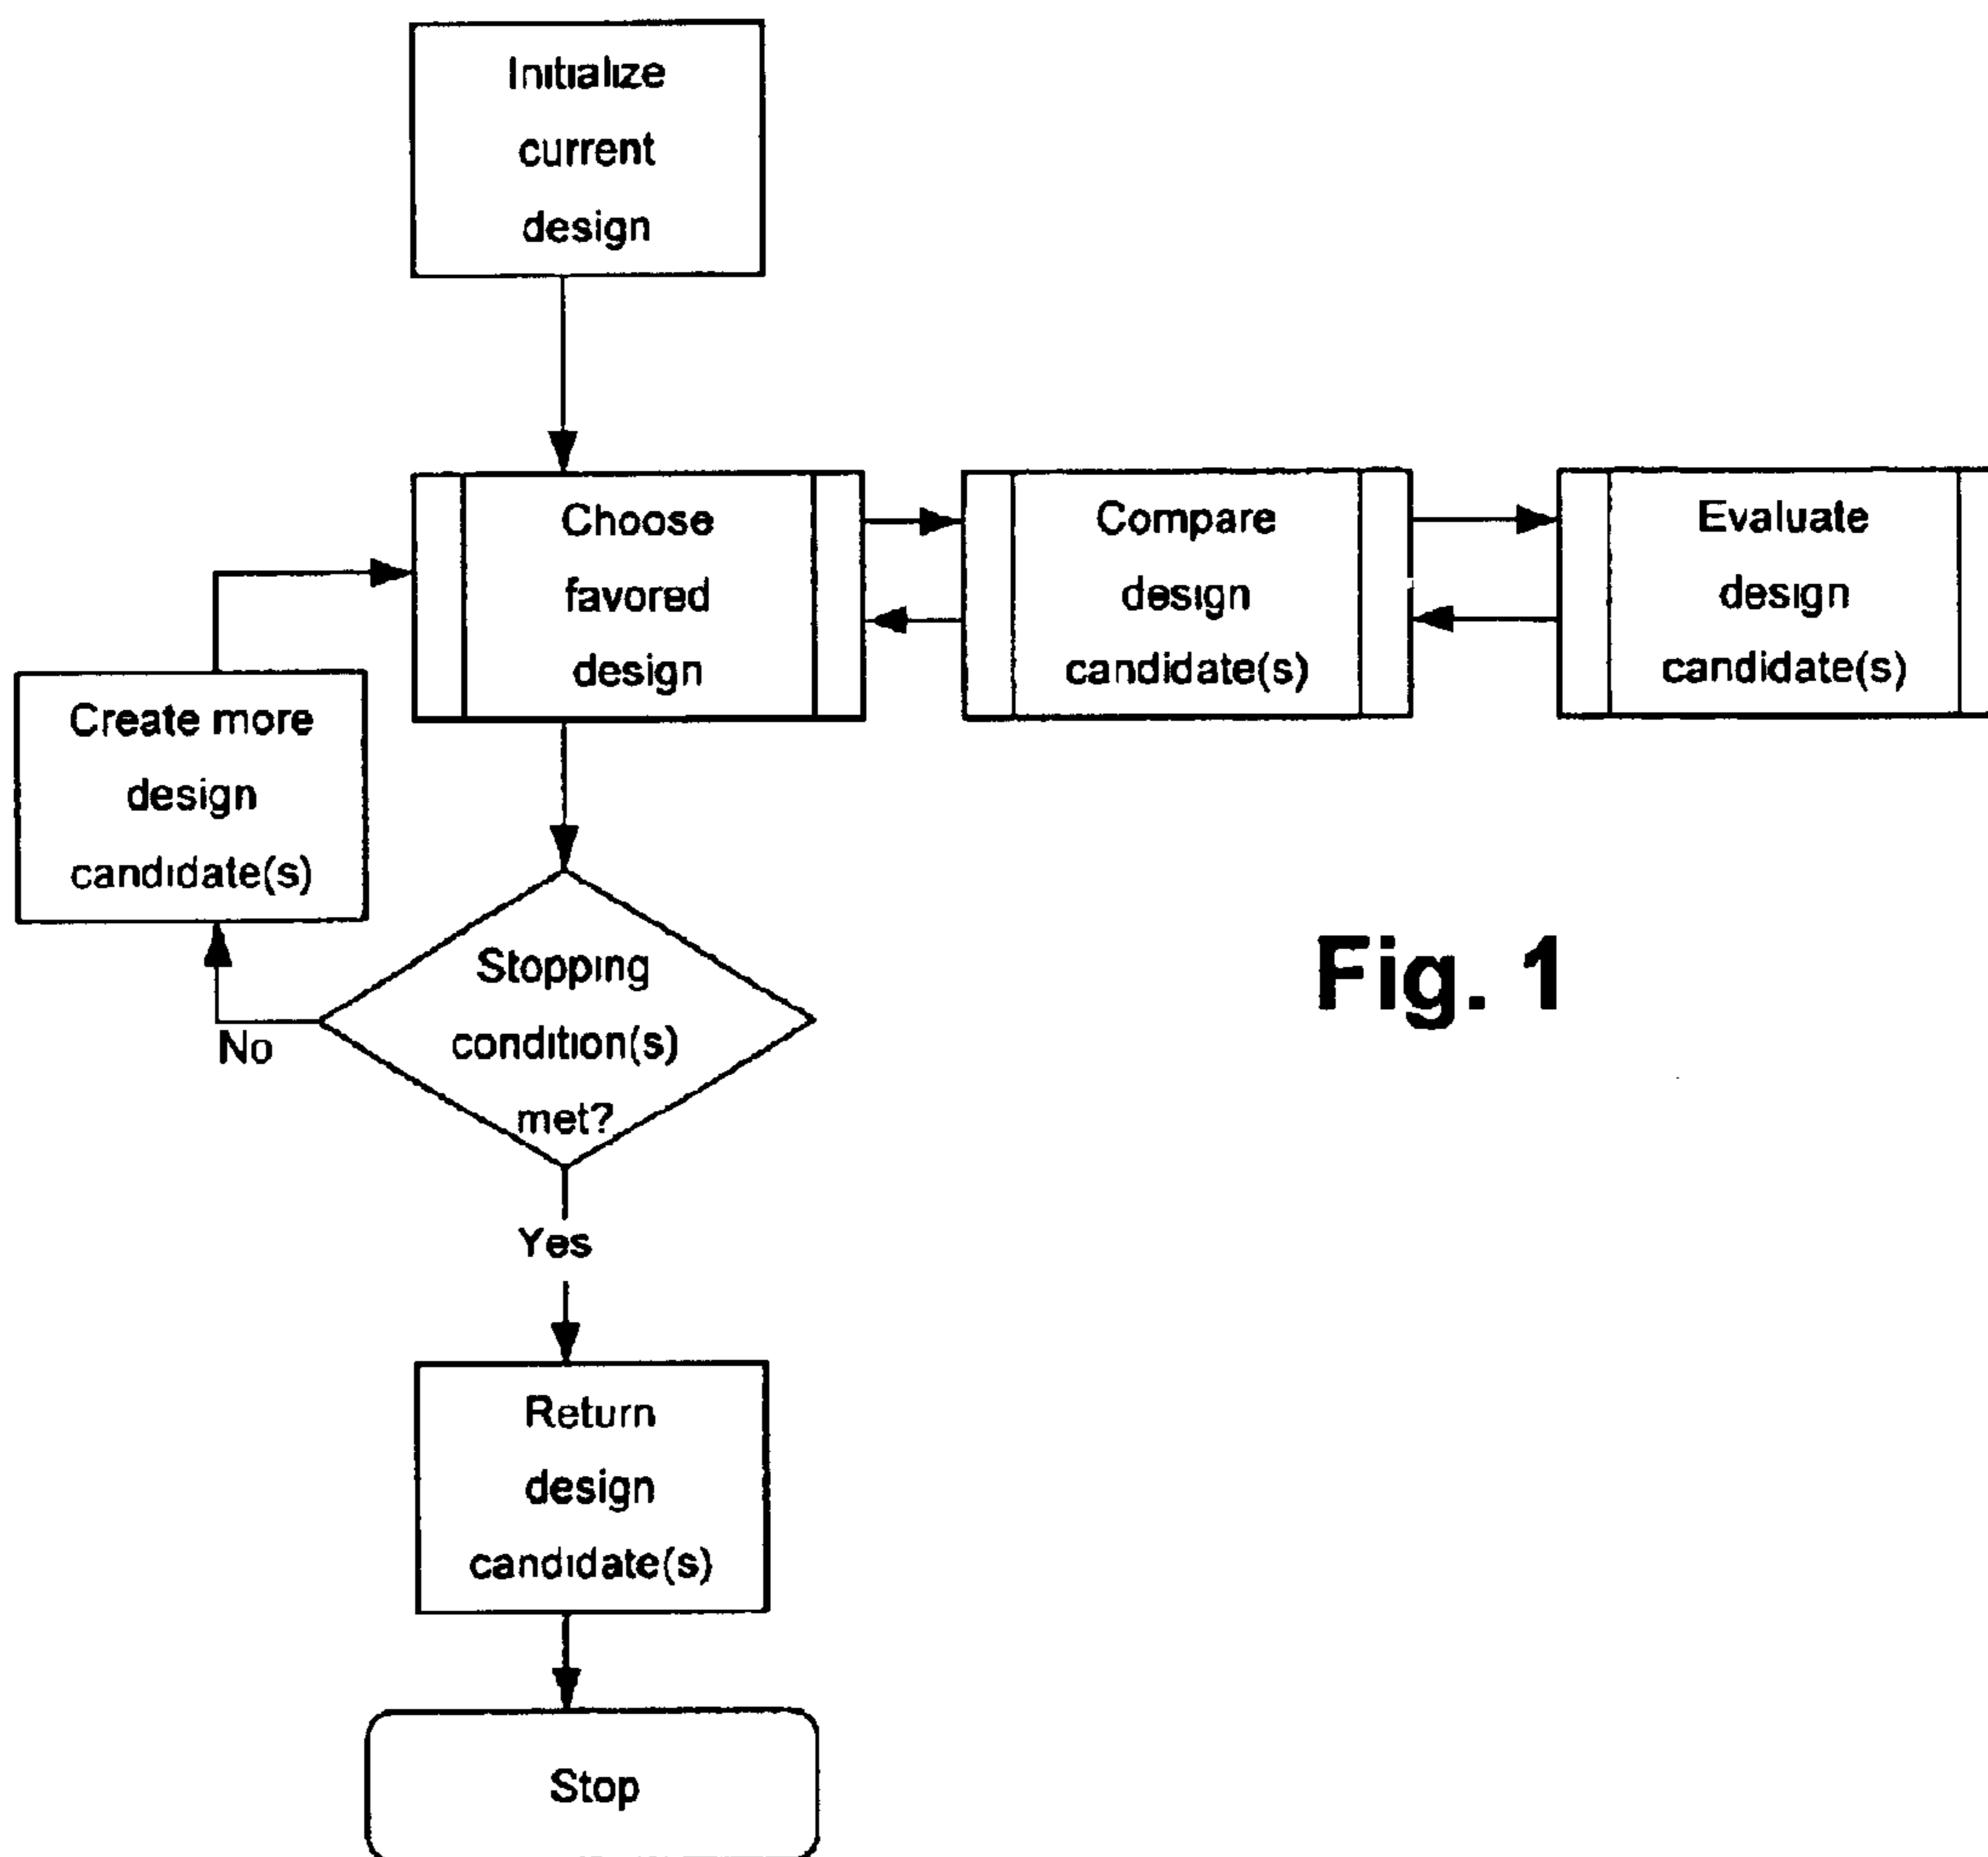 Initialize
current
design
Choose
favored
design
Compare
design
candidate(s)
Evaluate
design
candidate(s)
Create more
design
candidate(s)
Stopping
condition(s)
met?
No
Yes
Return
design
candidate(s)
Stop
Fig. 1